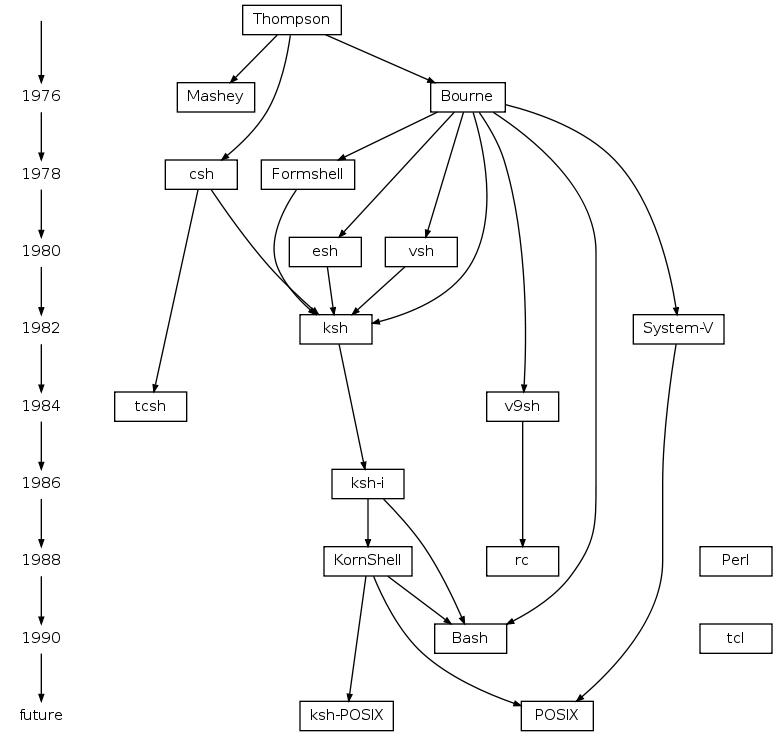 Thompson
1976
Mashey
Bourne
1978
csh
Formshell
1980
esh
vsh
1982
ksh
System-V
1984
tcsh
v9sh
1986
ksh-i
1988
KornShell
rc
Perl
1990
Bash
tcl
future
ksh-POSIX
POSIX